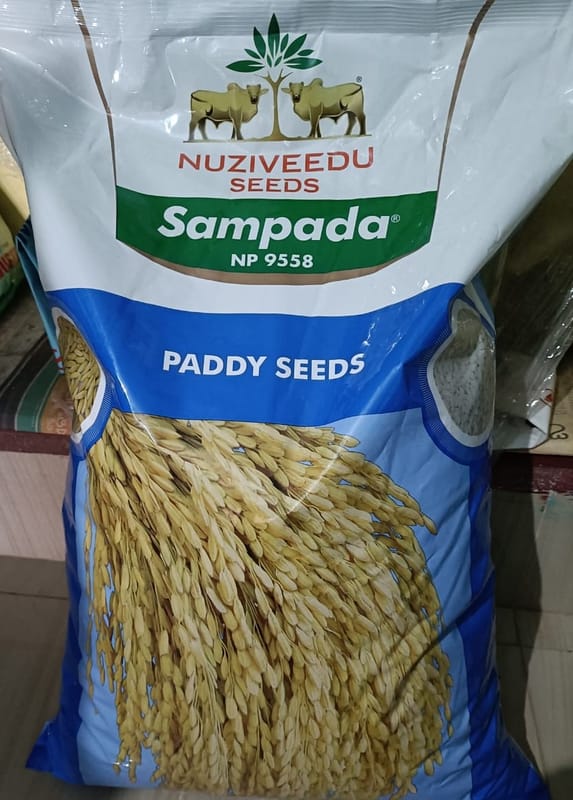 NUZIVEEDU
SEEDS
Sampada®
NP 9558
PADDY SEEDS